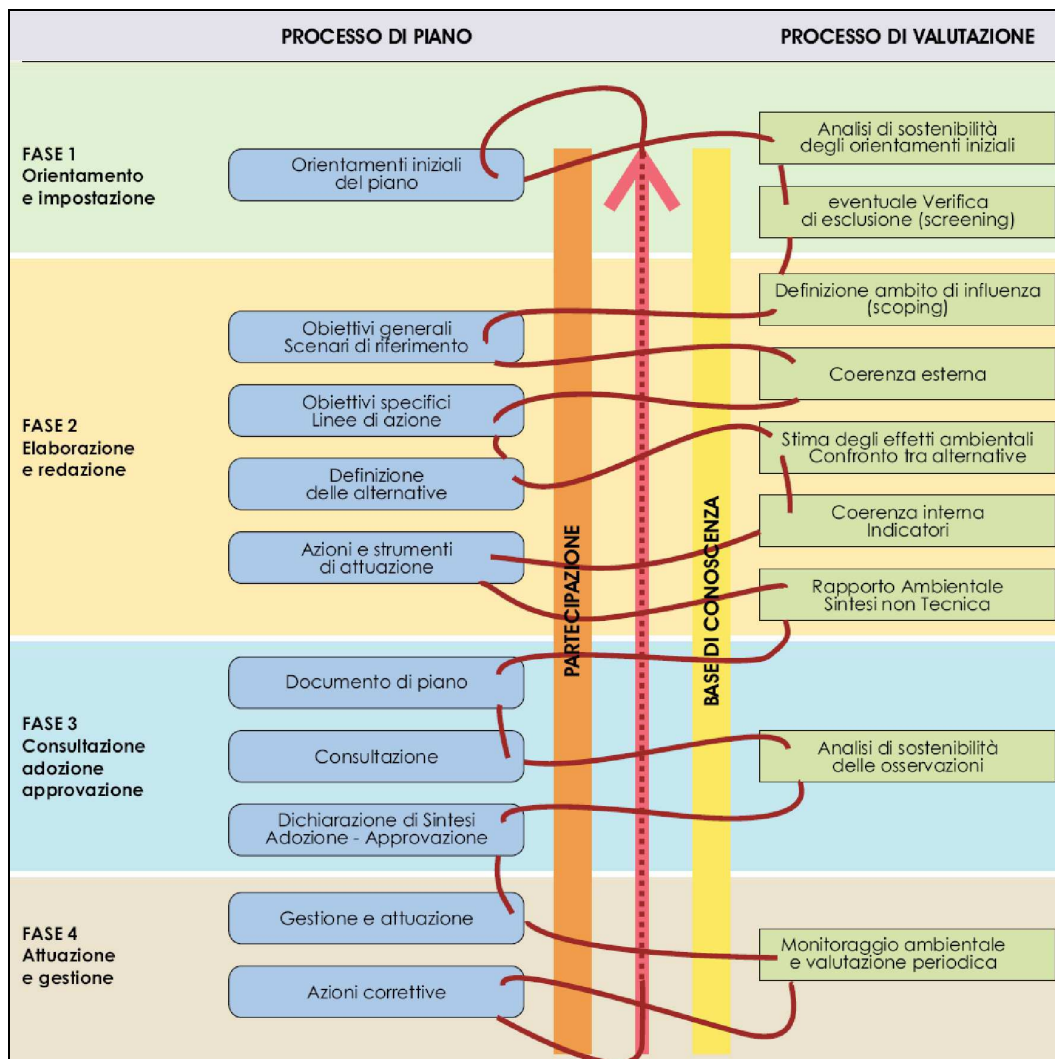 PROCESSO DI PIANO
PROCESSO DI VALUTAZIONE
FASE 1
Orientamento
e impostazione
Orientamenti iniziali
del piano
Analisi di sostenibilità
degli orientamenti iniziali
eventuale Verifica
di esclusione (screening)
FASE 2
Elaborazione
e redazione
Obiettivi generali
Scenari di riferimento
Obiettivi specifici
Linee di azione
Definizione
delle alternative
Azioni e strumenti
di attuazione
Definizione ambito di influenza
(scoping)
Coerenza esterna
Stima degli effetti ambientali
Confronto tra alternative
Coerenza interna
Indicatori
Rapporto Ambientale
Sintesi non Tecnica
PARTECIPAZIONE
BASE DI CONOSCENZA
FASE 3
Consultazione
adozione
approvazione
Documento di piano
Consultazione
Dichiarazione di Sintesi
Adozione - Approvazione
Analisi di sostenibilità
delle osservazioni
FASE 4
Attuazione
e gestione
Gestione e attuazione
Azioni correttive
Monitoraggio ambientale
e valutazione periodica